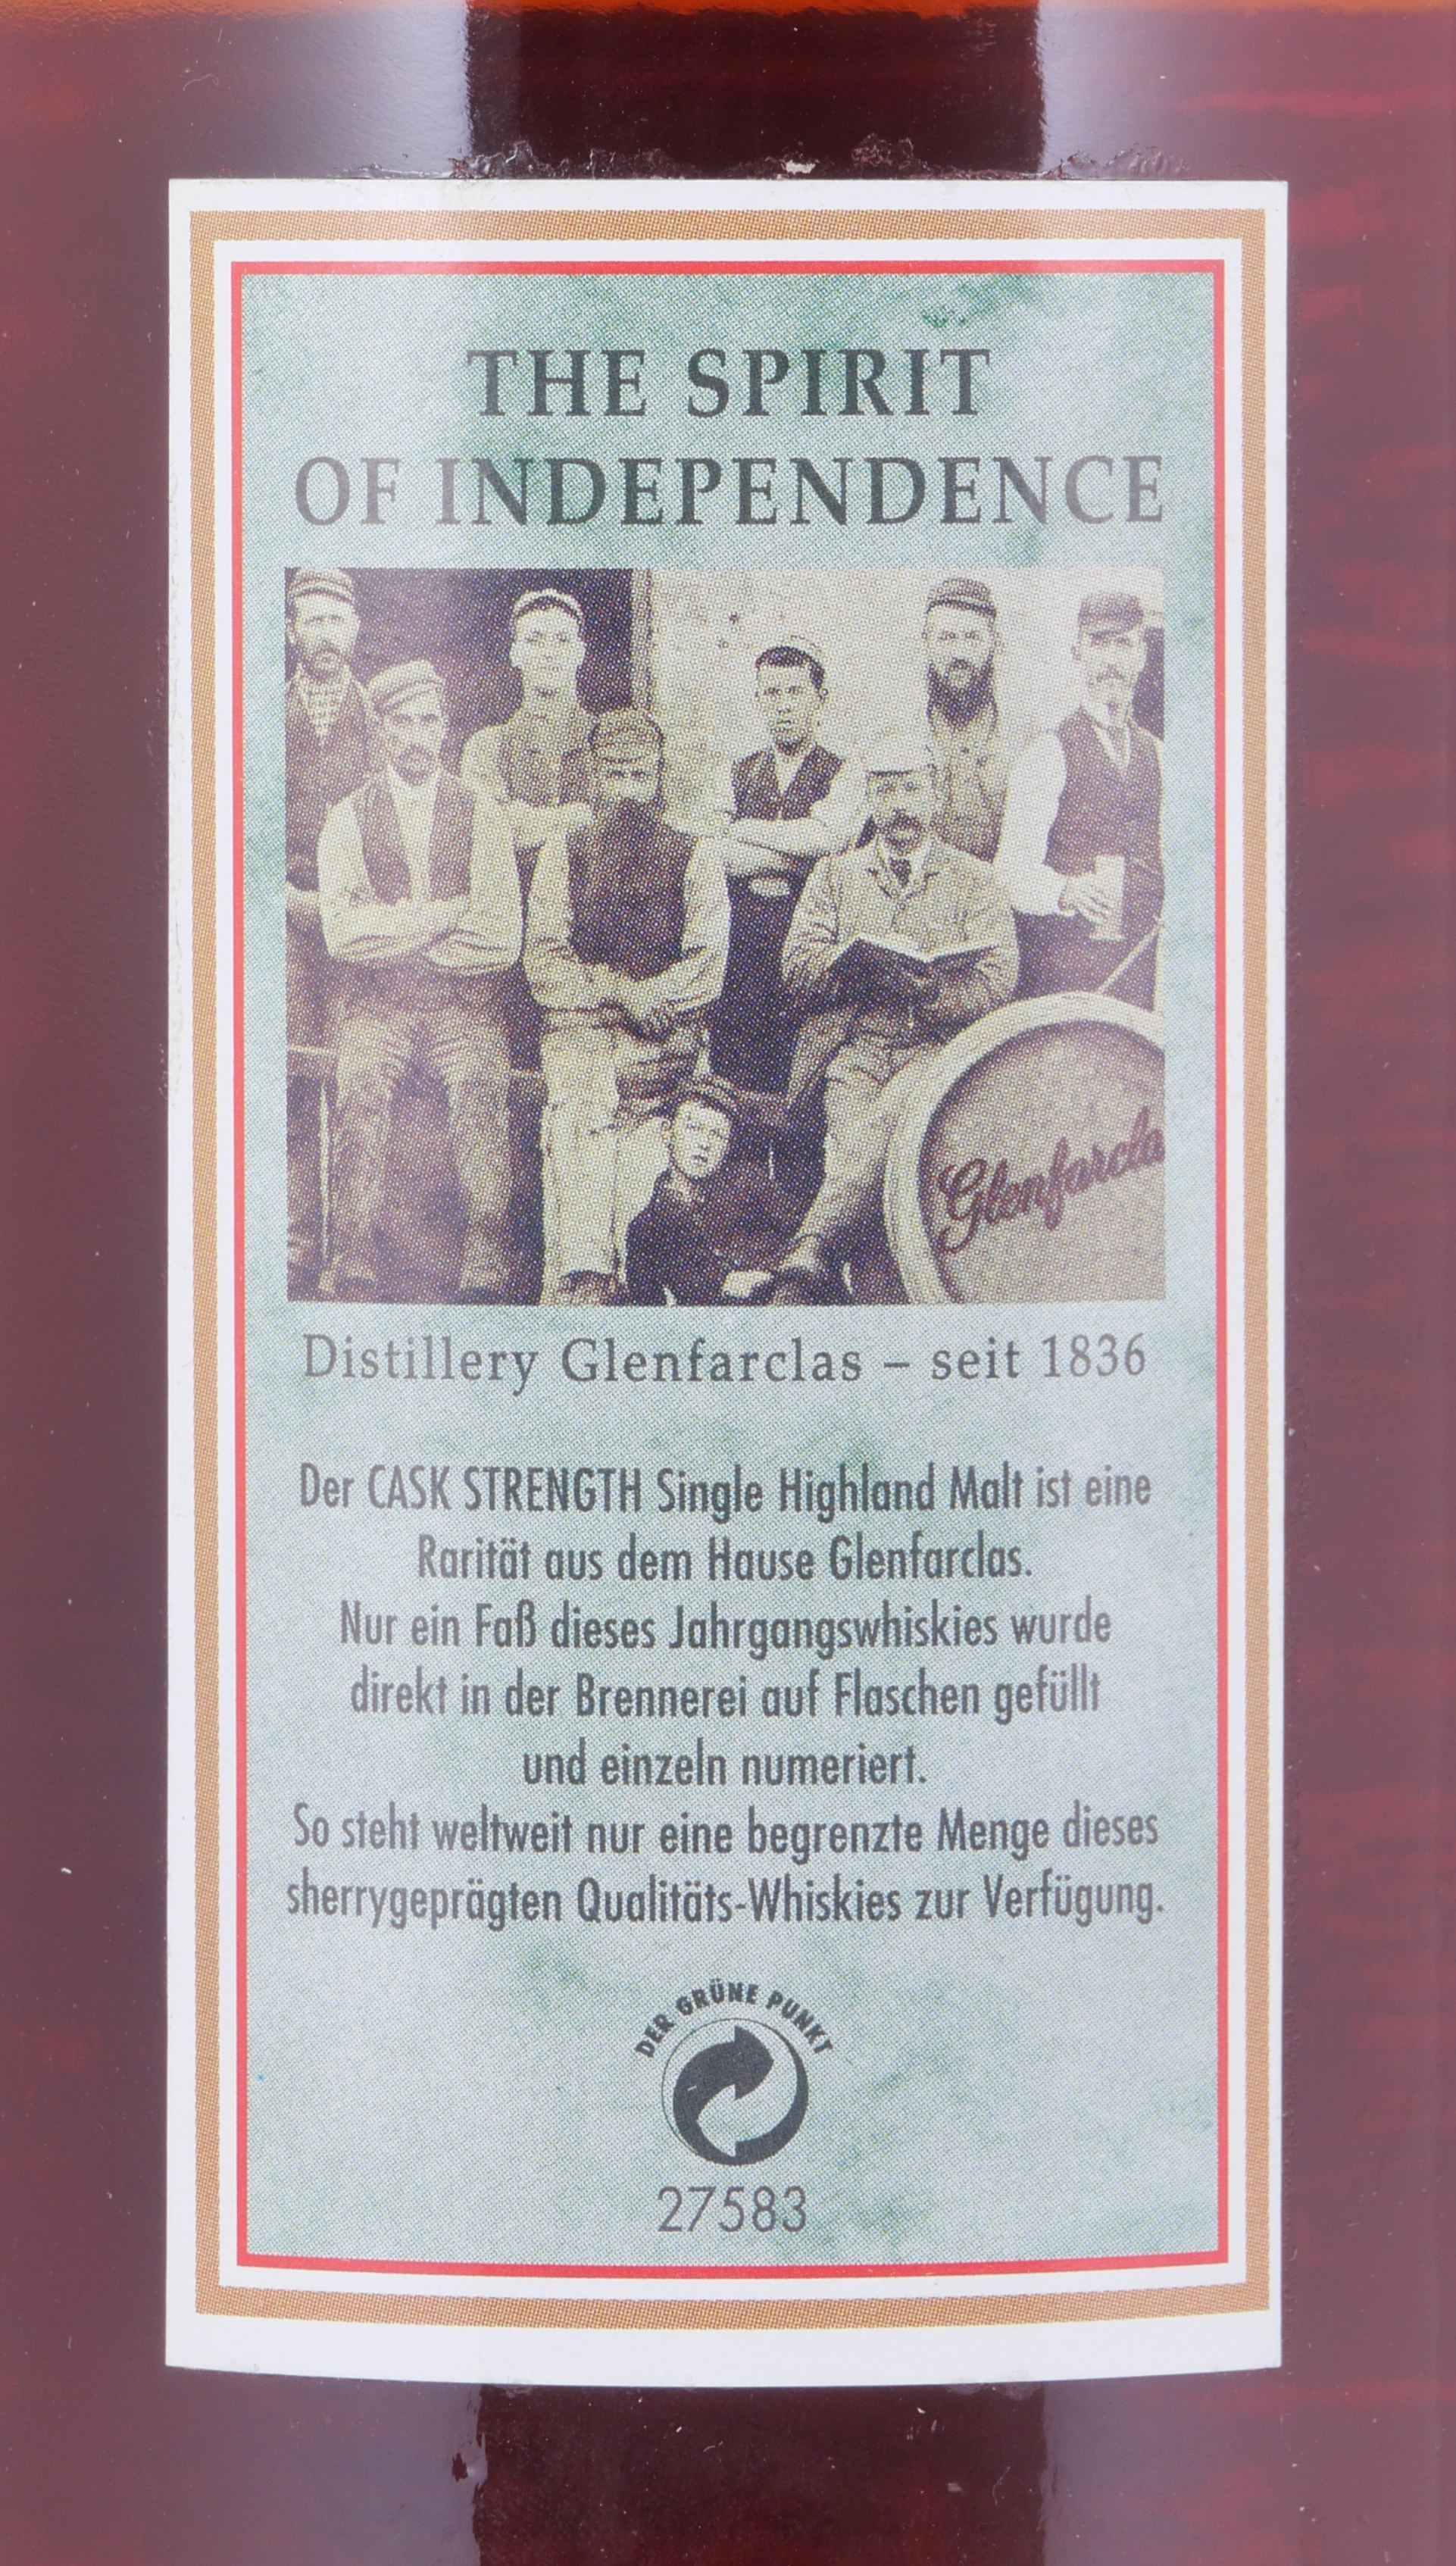 THE SPIRIT
OF INDEPENDENCE
Glenfarcla
Distillery Glenfarclas – seit 1836
Der CASK STRENGTH Single Highland Malt ist eine
Rarität aus dem Hause Glenfarclas.
Nur ein Faß dieses Jahrgangswhiskies wurde
direkt in der Brennerei auf Flaschen gefüllt
und einzeln numeriert.
So steht weltweit nur eine begrenzte Menge dieses
sherrygeprägten Qualitäts-Whiskies zur Verfügung.
DER GRÜNE PUNKT
27583